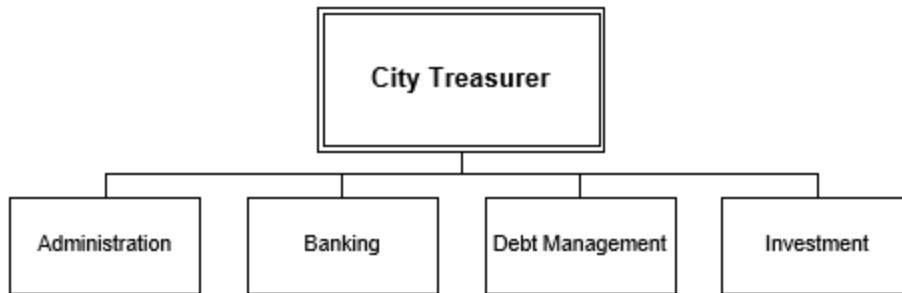 City Treasurer
Administration
Banking
Debt Management
Investment